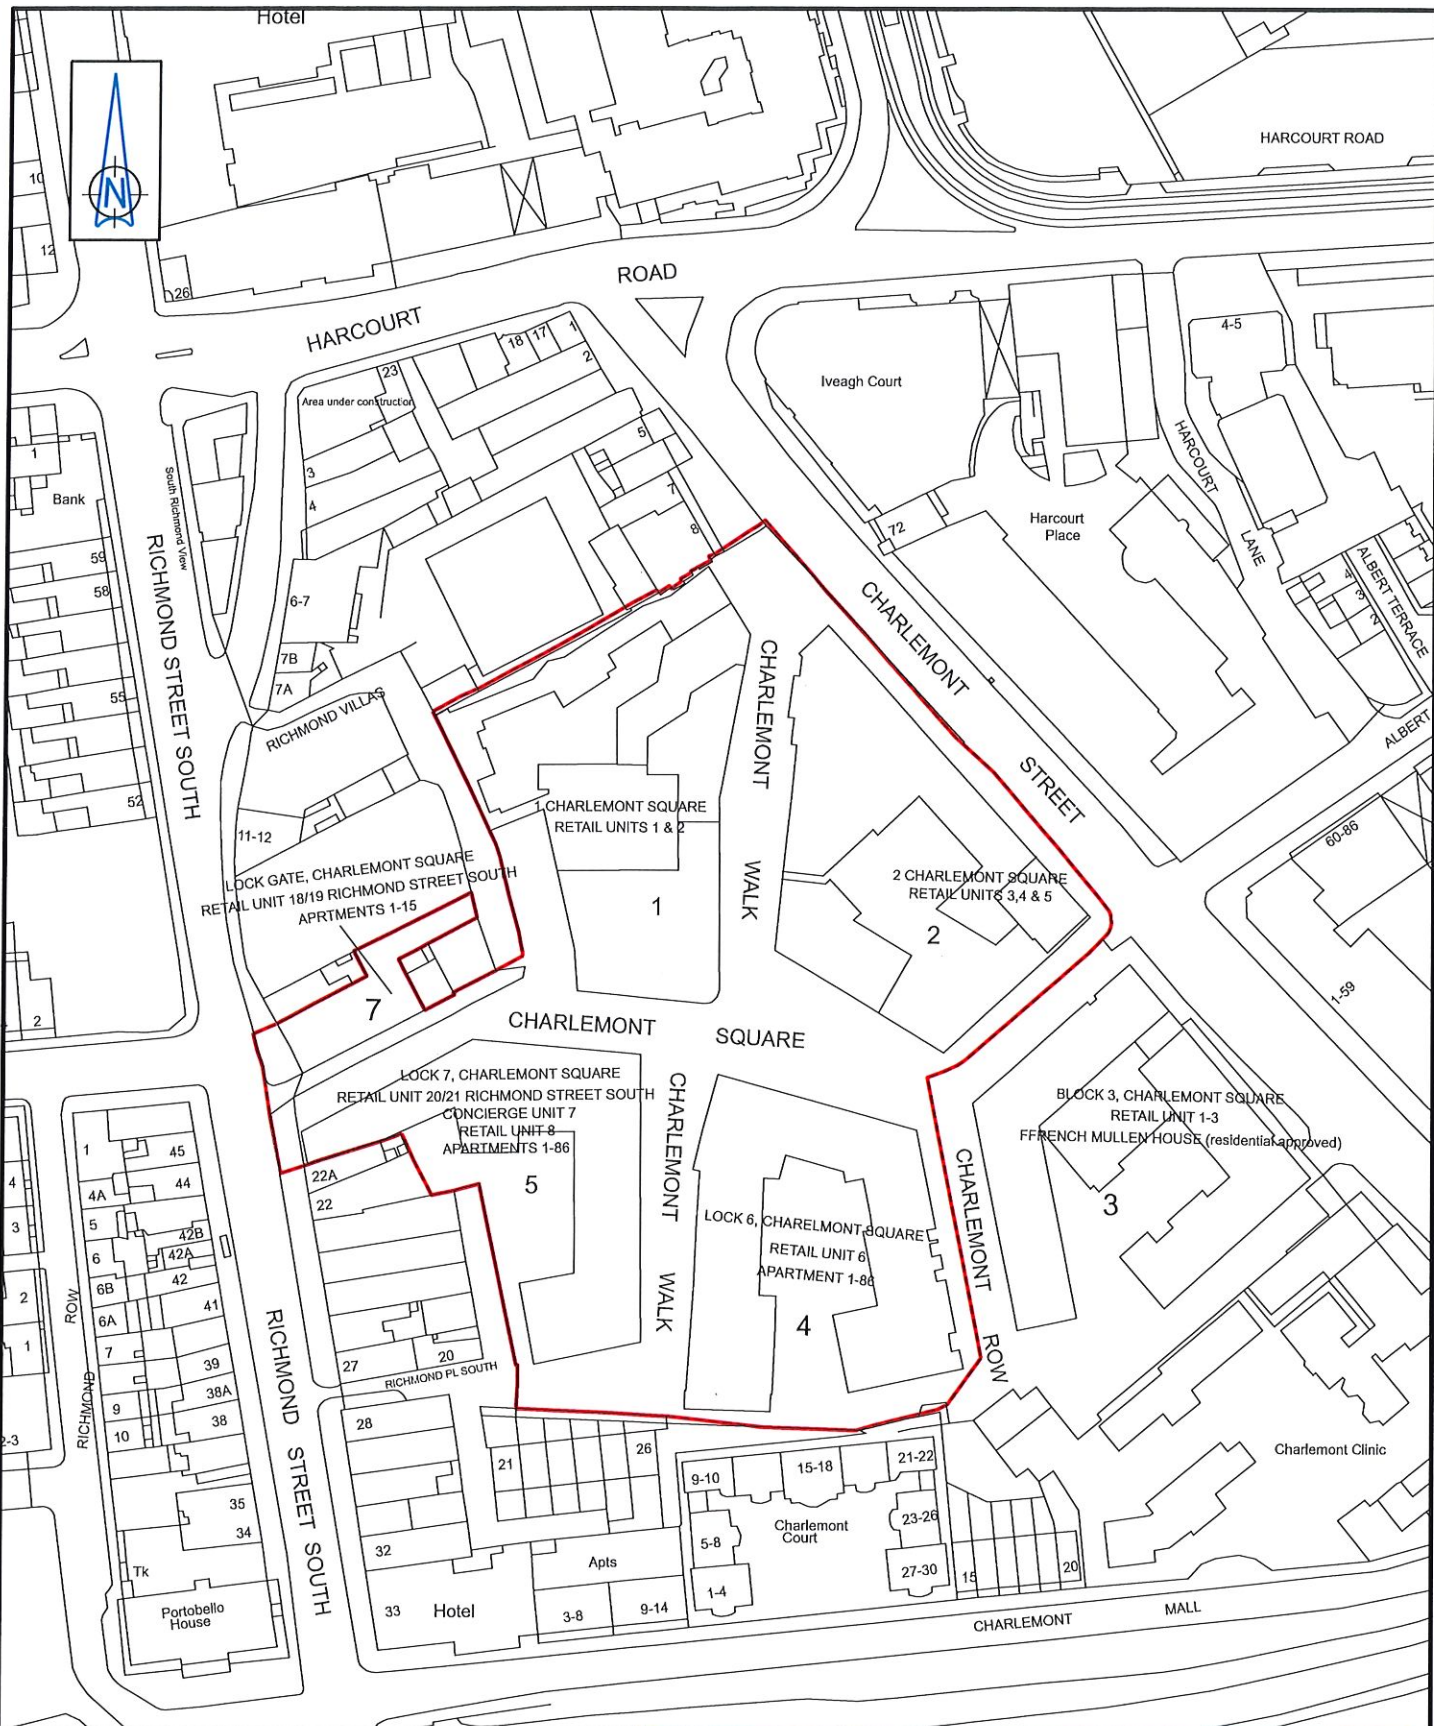 Hotel
N
10
12
26
HARCOURT ROAD
ROAD
HARCOURT
18
17
1
2
23
Area under construction
3
4
5
7
8
4-5
Iveagh Court
HARCOURT
LANE
Harcourt
Place
72
ALBERT TERRACE
4
3
2
ALBERT
1
Bank
South Richmond View
59
58
55
52
RICHMOND STREET SOUTH
6-7
7B
7A
RICHMOND VILLAS
11-12
CHARLEMONT
STREET
CHARLEMONT
WALK
60-86
1-59
1 CHARLEMONT SQUARE
RETAIL UNITS 1 & 2
1
2 CHARLEMONT SQUARE
RETAIL UNITS 3,4 & 5
2
LOCK GATE, CHARLEMONT SQUARE
RETAIL UNIT 18/19 RICHMOND STREET SOUTH
APRTMENTS 1-15
7
2
CHARLEMONT
SQUARE
LOCK 7, CHARLEMONT SQUARE
RETAIL UNIT 20/21 RICHMOND STREET SOUTH
CONCIERGE UNIT 7
RETAIL UNIT 8
APARTMENTS 1-86
5
CHARLEMONT
WALK
LOCK 6, CHARELMONT SQUARE
RETAIL UNIT 6
APARTMENT 1-86
4
BLOCK 3, CHARLEMONT SQUARE
RETAIL UNIT 1-3
FFRENCH MULLEN HOUSE (residential approved)
3
CHARLEMONT
ROW
22A
22
27
20
RICHMOND PL SOUTH
1
45
4A
44
5
42B
6
42A
6B
42
6A
41
7
39
38A
9
38
10
35
34
4
3
2
1
2-3
ROW
RICHMOND
RICHMOND STREET SOUTH
Tk
Portobello
House
28
32
33
Hotel
21
26
Apts
3-8
9-14
9-10
15-18
21-22
5-8
Charlemont
Court
23-26
1-4
27-30
15
20
Charlemont Clinic
CHARLEMONT
MALL